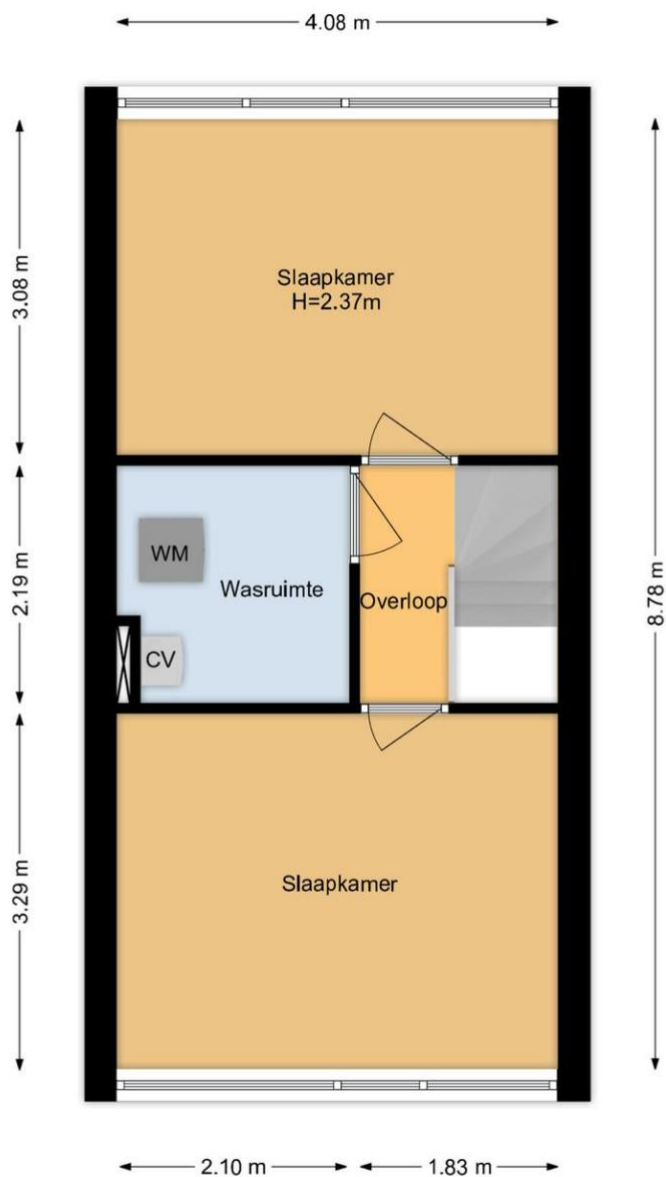 4.08 m
3.08 m
Slaapkamer
H=2.37m
8.78 m
2.19 m
WM
Wasruimte
Overloop
CV
3.29 m
Slaapkamer
2.10 m
1.83 m